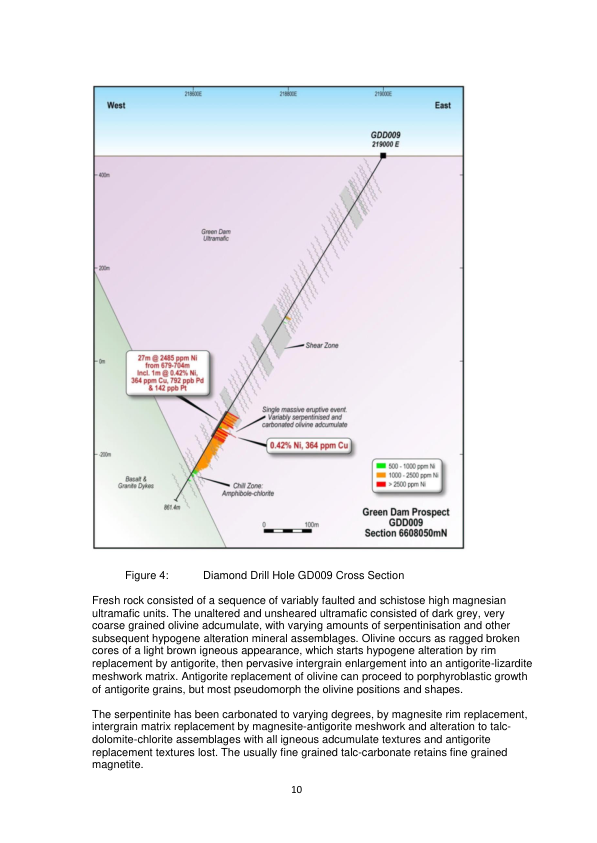 218600E 218800E 219000E
West East
GDD009
219000 E
400m
Green Dam
Ultramafic
200m
Shear Zone
0m
27m @ 2485 ppm Ni
from 679-704m
Incl. 1m @ 0.42% Ni,
364 ppm Cu, 792 ppb Pd
& 142 ppb Pt
Single massive eruptive event.
Variably serpentinised and
carbonated olivine adcumulate
0.42% Ni, 364 ppm Cu
-200m
Basalt &
Granite Dykes
Chill Zone:
Amphibole-chlorite
861.4m
500 - 1000 ppm Ni
1000 - 2500 ppm Ni
> 2500 ppm Ni
0 100m
Green Dam Prospect
GDD009
Section 6608050mN
Figure 4: Diamond Drill Hole GD009 Cross Section
Fresh rock consisted of a sequence of variably faulted and schistose high magnesian
ultramafic units. The unaltered and unsheared ultramafic consisted of dark grey, very
coarse grained olivine adcumulate, with varying amounts of serpentinisation and other
subsequent hypogene alteration mineral assemblages. Olivine occurs as ragged broken
cores of a light brown igneous appearance, which starts hypogene alteration by rim
replacement by antigorite, then pervasive intergrain enlargement into an antigorite-lizardite
meshwork matrix. Antigorite replacement of olivine can proceed to porphyroblastic growth
of antigorite grains, but most pseudomorph the olivine positions and shapes.
The serpentinite has been carbonated to varying degrees, by magnesite rim replacement,
intergrain matrix replacement by magnesite-antigorite meshwork and alteration to talc-
dolomite-chlorite assemblages with all igneous adcumulate textures and antigorite
replacement textures lost. The usually fine grained talc-carbonate retains fine grained
magnetite.
10